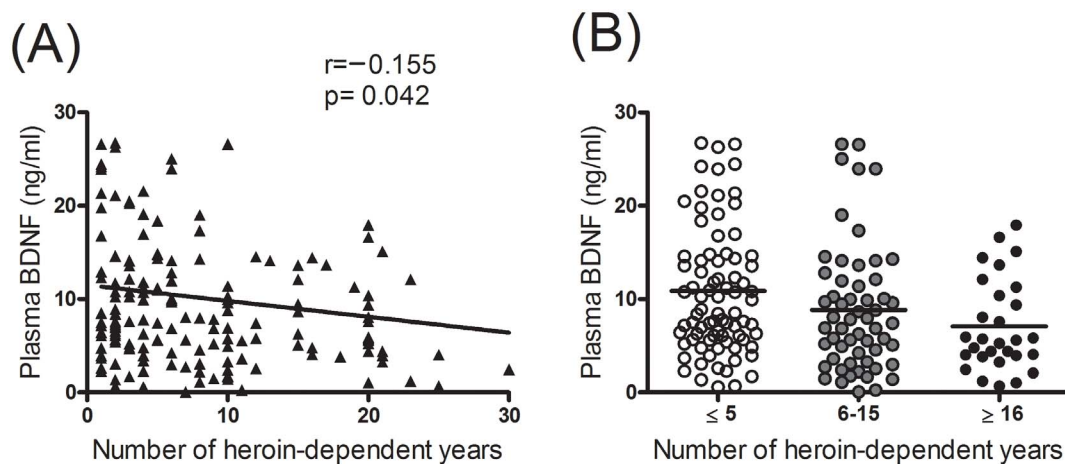 (A)
r=−0.155
p= 0.042
Plasma BDNF (ng/ml)
30
20
10
0
0 10 20 30
Number of heroin-dependent years
(B)
Plasma BDNF (ng/ml)
30
20
10
0
≤ 5 6-15 ≥ 16
Number of heroin-dependent years